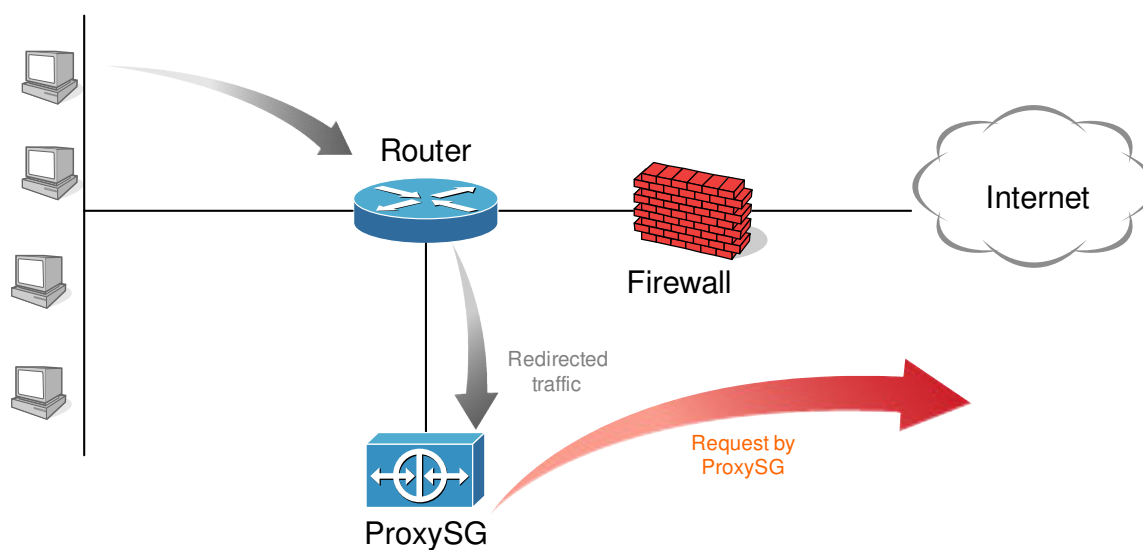 Router
Internet
Firewall
Redirected
traffic
Request by
ProxySG
ProxySG